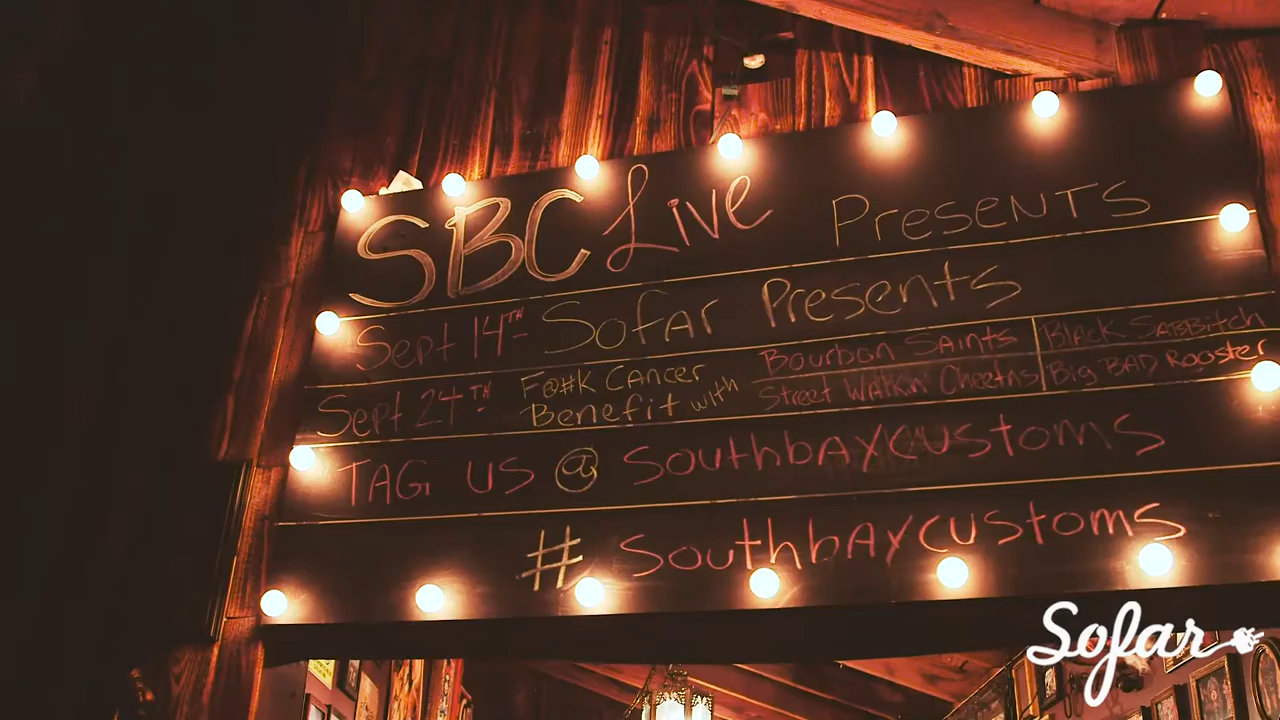 SBC Live Presents
Sept 14TH Sofar Presents
Sept 24TH F@#K CANcer Benefit with
Bourbon SAints Black SABBitch
Street WAlkin' Cheetahs Big BAD Rooster
TAG US @ SouthbAycustoms
# SouthbAycustoms
Sofar